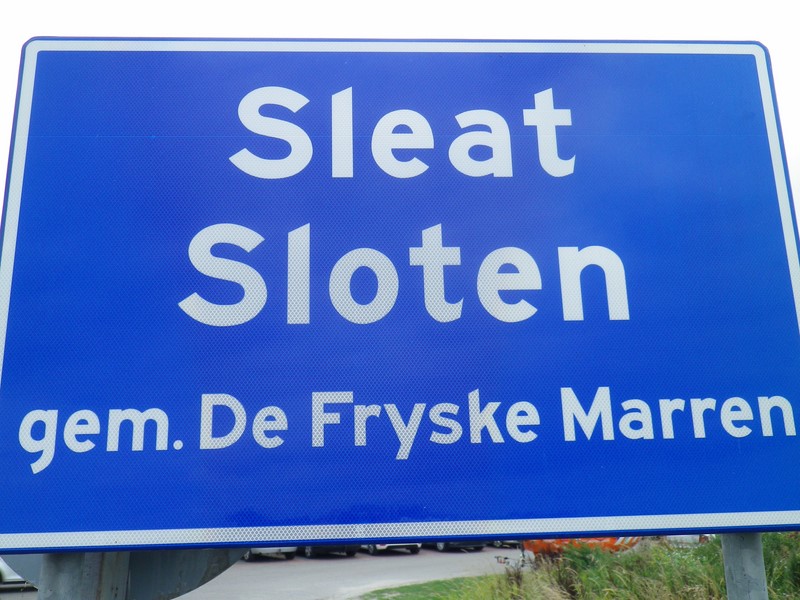 Sleat
Sloten
gem. De Fryske Marren